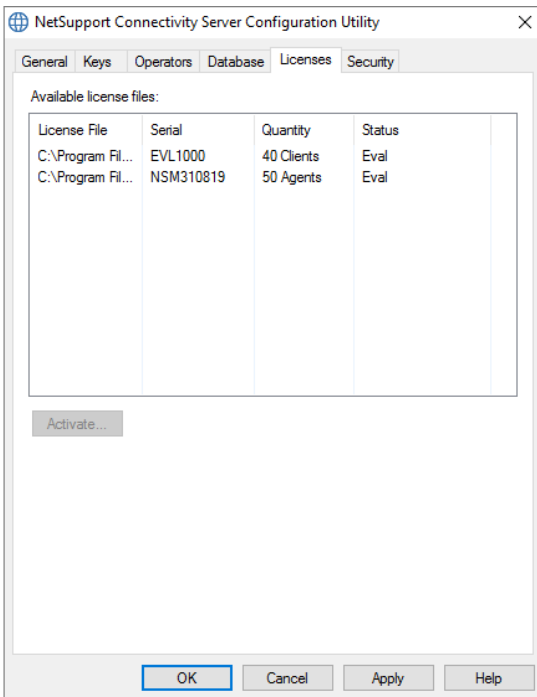 NetSupport Connectivity Server Configuration Utility
General Keys Operators Database Licenses Security
Available license files:
License File Serial Quantity Status
C:\Program Fil... EVL1000 40 Clients Eval
C:\Program Fil... NSM310819 50 Agents Eval
Activate...
OK Cancel Apply Help